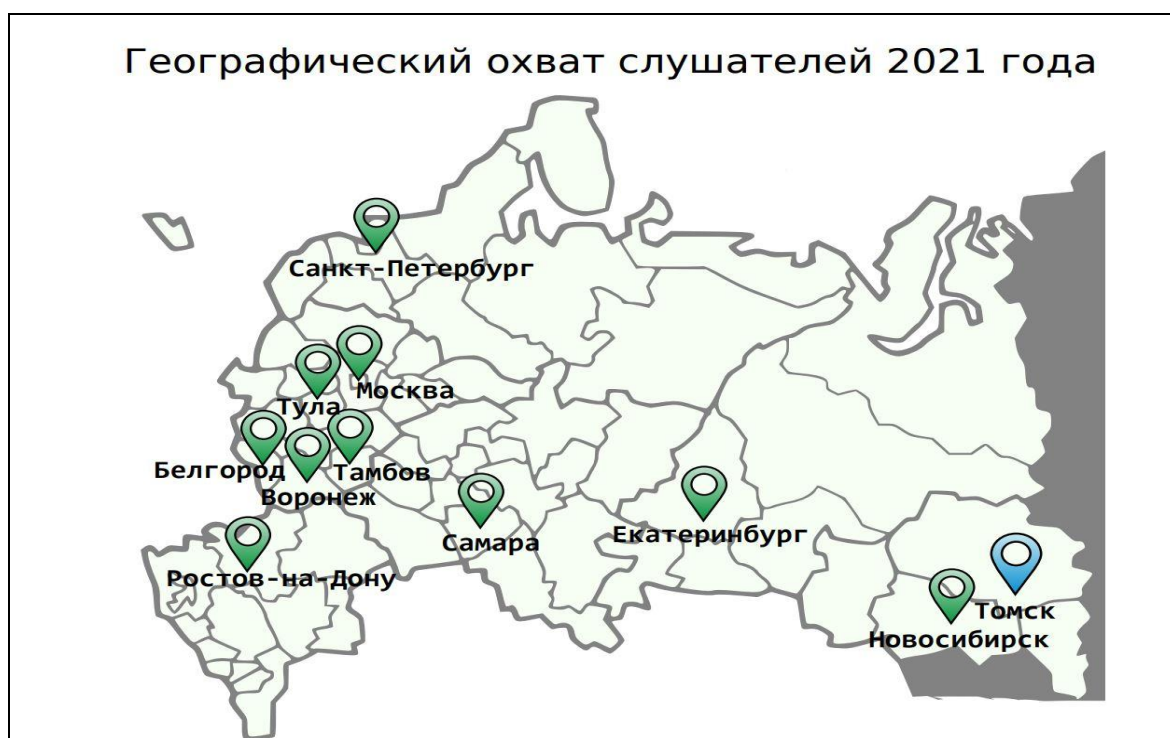 Географический охват слушателей 2021 года
Санкт-Петербург
Москва
Тула
Белгород
Тамбов
Воронеж
Самара
Екатеринбург
Ростов-на-Дону
Томск
Новосибирск